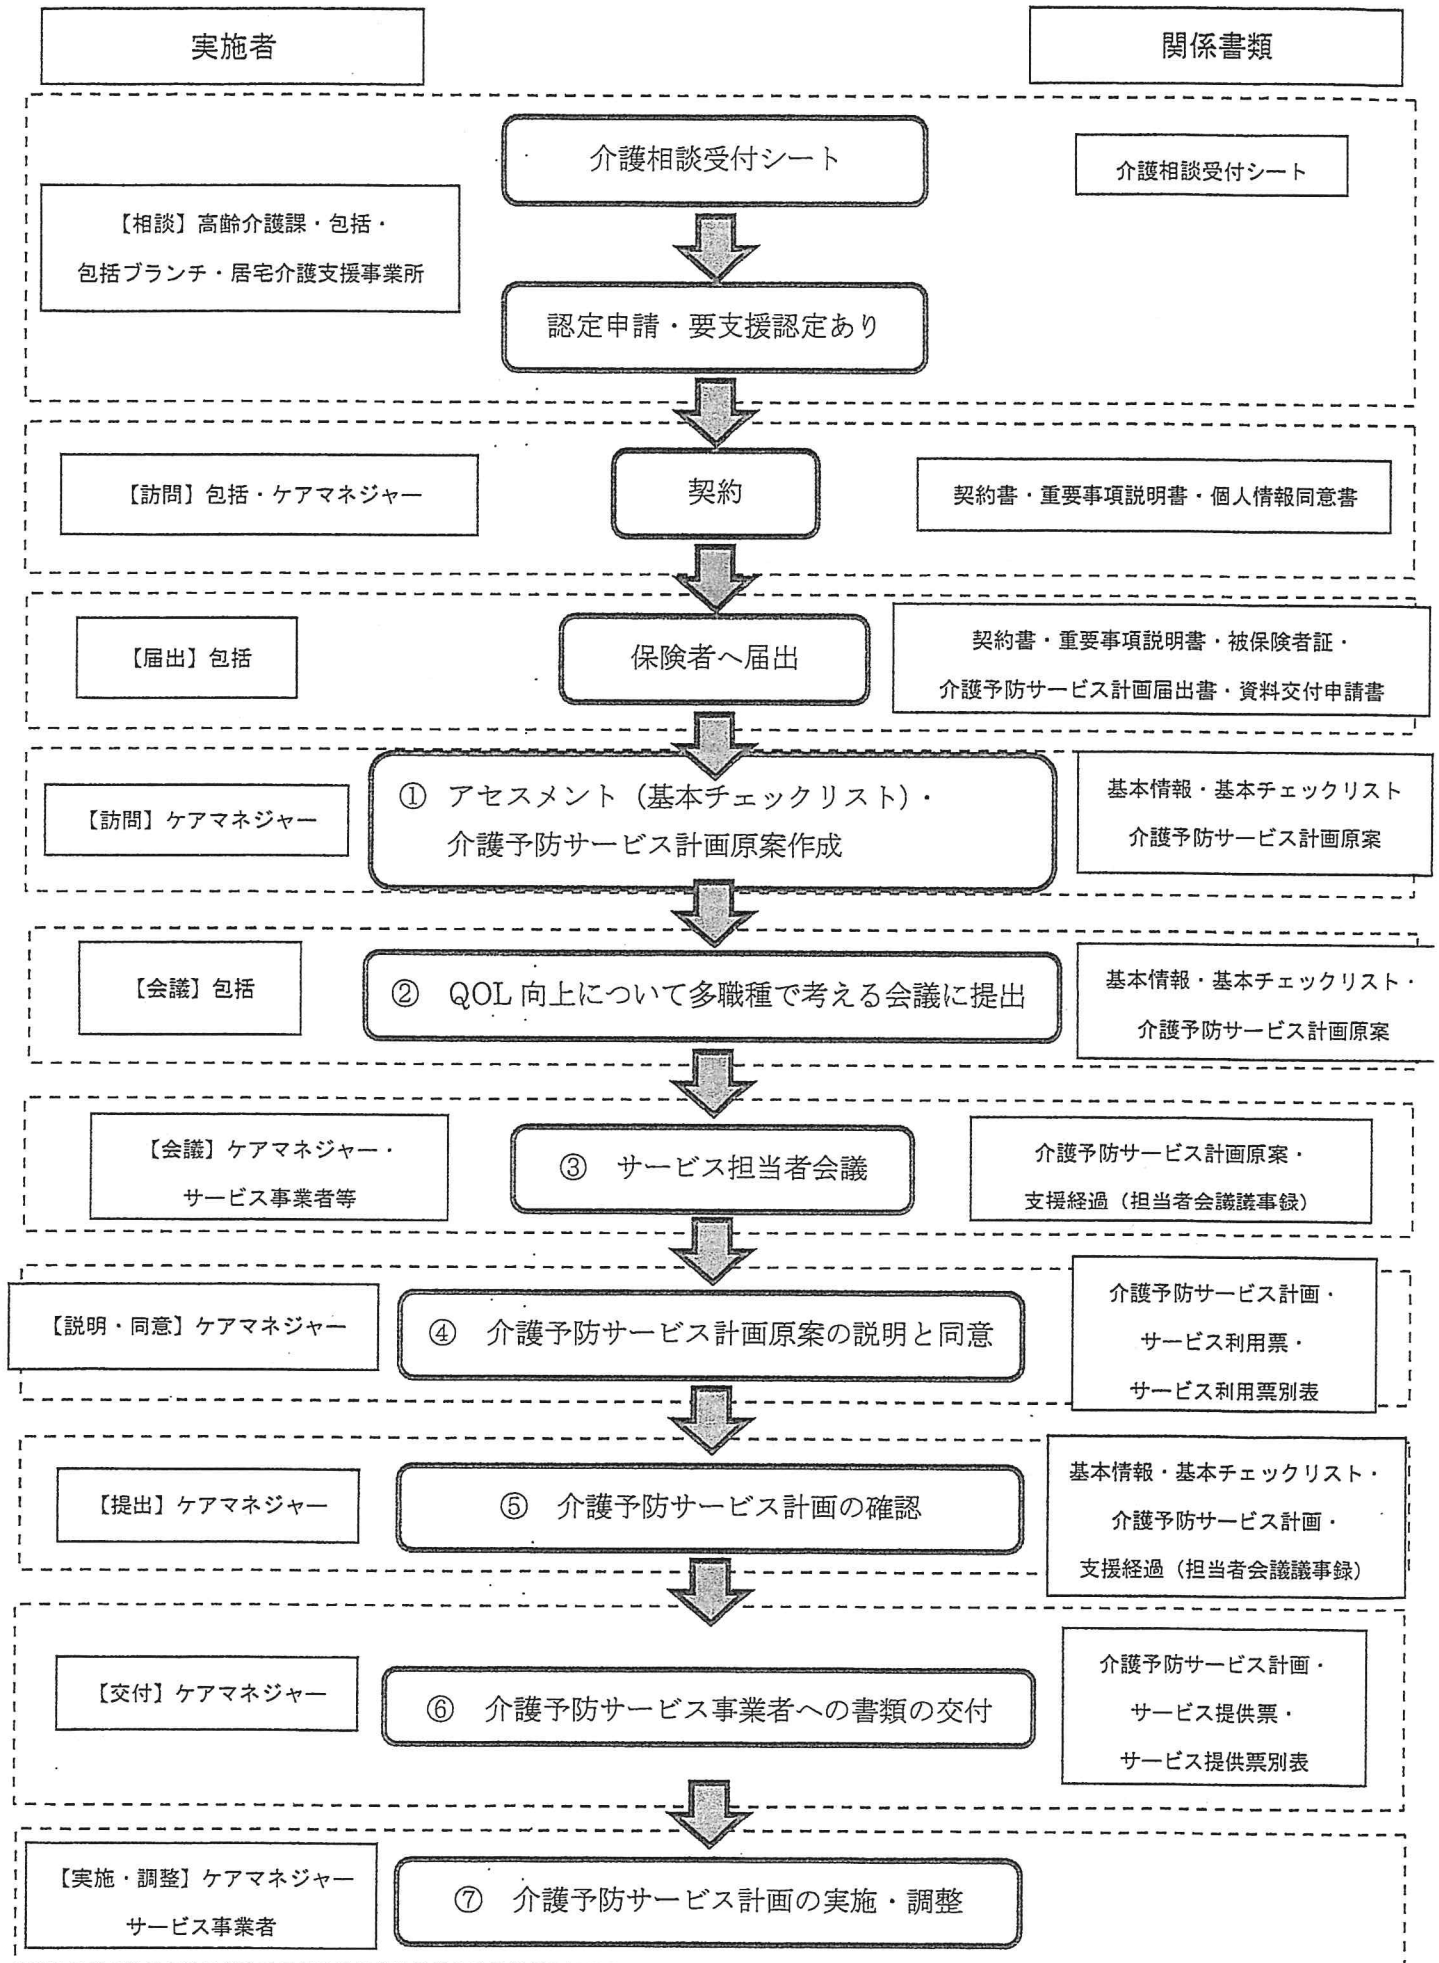 実施者
関係書類
介護相談受付シート
介護相談受付シート
【相談】高齢介護課・包括・
包括ブランチ・居宅介護支援事業所
認定申請・要支援認定あり
【訪問】包括・ケアマネジャー
契約
契約書・重要事項説明書・個人情報同意書
【届出】包括
保険者へ届出
契約書・重要事項説明書・被保険者証・
介護予防サービス計画届出書・資料交付申請書
【訪問】ケアマネジャー
① アセスメント（基本チェックリスト）・
介護予防サービス計画原案作成
基本情報・基本チェックリスト
介護予防サービス計画原案
【会議】包括
② QOL 向上について多職種で考える会議に提出
基本情報・基本チェックリスト・
介護予防サービス計画原案
【会議】ケアマネジャー・
サービス事業者等
③ サービス担当者会議
介護予防サービス計画原案・
支援経過（担当者会議議事録）
【説明・同意】ケアマネジャー
④ 介護予防サービス計画原案の説明と同意
介護予防サービス計画・
サービス利用票・
サービス利用票別表
【提出】ケアマネジャー
⑤ 介護予防サービス計画の確認
基本情報・基本チェックリスト・
介護予防サービス計画・
支援経過（担当者会議議事録）
【交付】ケアマネジャー
⑥ 介護予防サービス事業者への書類の交付
介護予防サービス計画・
サービス提供票・
サービス提供票別表
【実施・調整】ケアマネジャー
サービス事業者
⑦ 介護予防サービス計画の実施・調整